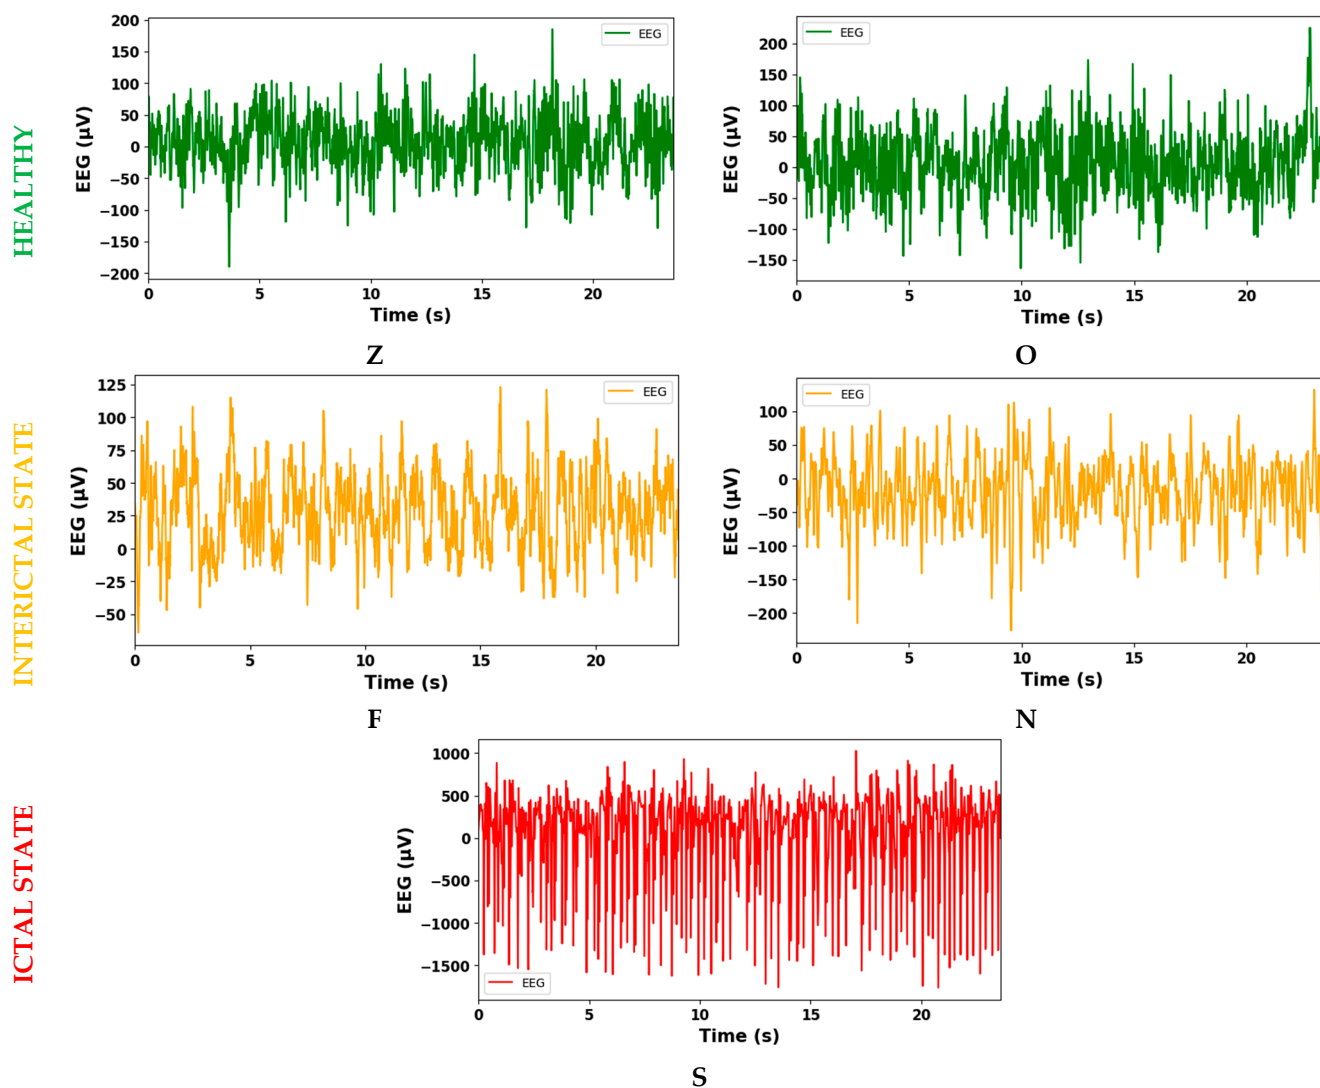 HEALTHY
EEG
200
150
100
50
0
−50
−100
−150
−200
EEG (μV)
0 5 10 15 20
Time (s)
Z
EEG
200
150
100
50
0
−50
−100
−150
EEG (μV)
0 5 10 15 20
Time (s)
O
INTERICTAL STATE
EEG
125
100
75
50
25
0
−25
−50
EEG (μV)
0 5 10 15 20
Time (s)
F
EEG
100
50
0
−50
−100
−150
−200
EEG (μV)
0 5 10 15 20
Time (s)
N
ICTAL STATE
1000
500
0
−500
−1000
−1500
EEG (μV)
EEG
0 5 10 15 20
Time (s)
S